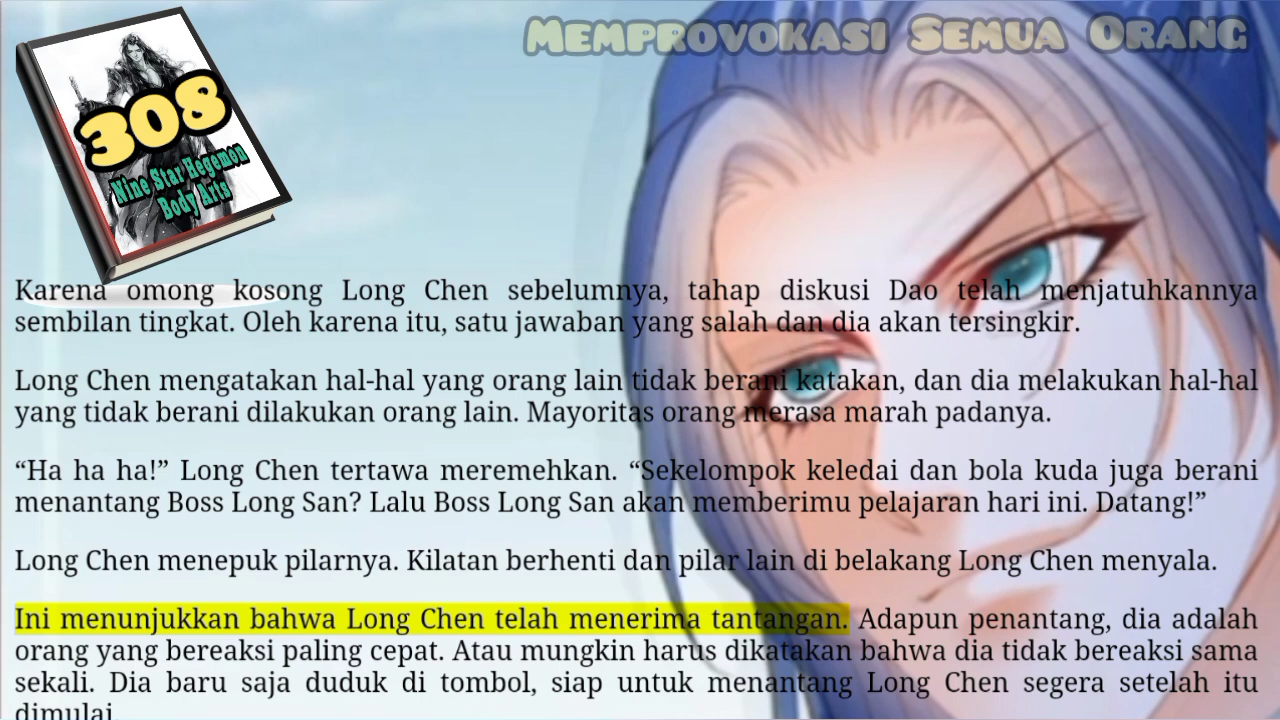 Memprovokasi Semua Orang
308
Nine Star Hegemon
Body Arts
Karena omong kosong Long Chen sebelumnya, tahap diskusi Dao telah menjatuhkannya
sembilan tingkat. Oleh karena itu, satu jawaban yang salah dan dia akan tersingkir.
Long Chen mengatakan hal-hal yang orang lain tidak berani katakan, dan dia melakukan hal-hal
yang tidak berani dilakukan orang lain. Mayoritas orang merasa marah padanya.
“Ha ha ha!” Long Chen tertawa meremehkan. “Sekelompok keledai dan bola kuda juga berani
menantang Boss Long San? Lalu Boss Long San akan memberimu pelajaran hari ini. Datang!”
Long Chen menepuk pilarnya. Kilatan berhenti dan pilar lain di belakang Long Chen menyala.
Ini menunjukkan bahwa Long Chen telah menerima tantangan. Adapun penantang, dia adalah
orang yang bereaksi paling cepat. Atau mungkin harus dikatakan bahwa dia tidak bereaksi sama
sekali. Dia baru saja duduk di tombol, siap untuk menantang Long Chen segera setelah itu
dimulai.